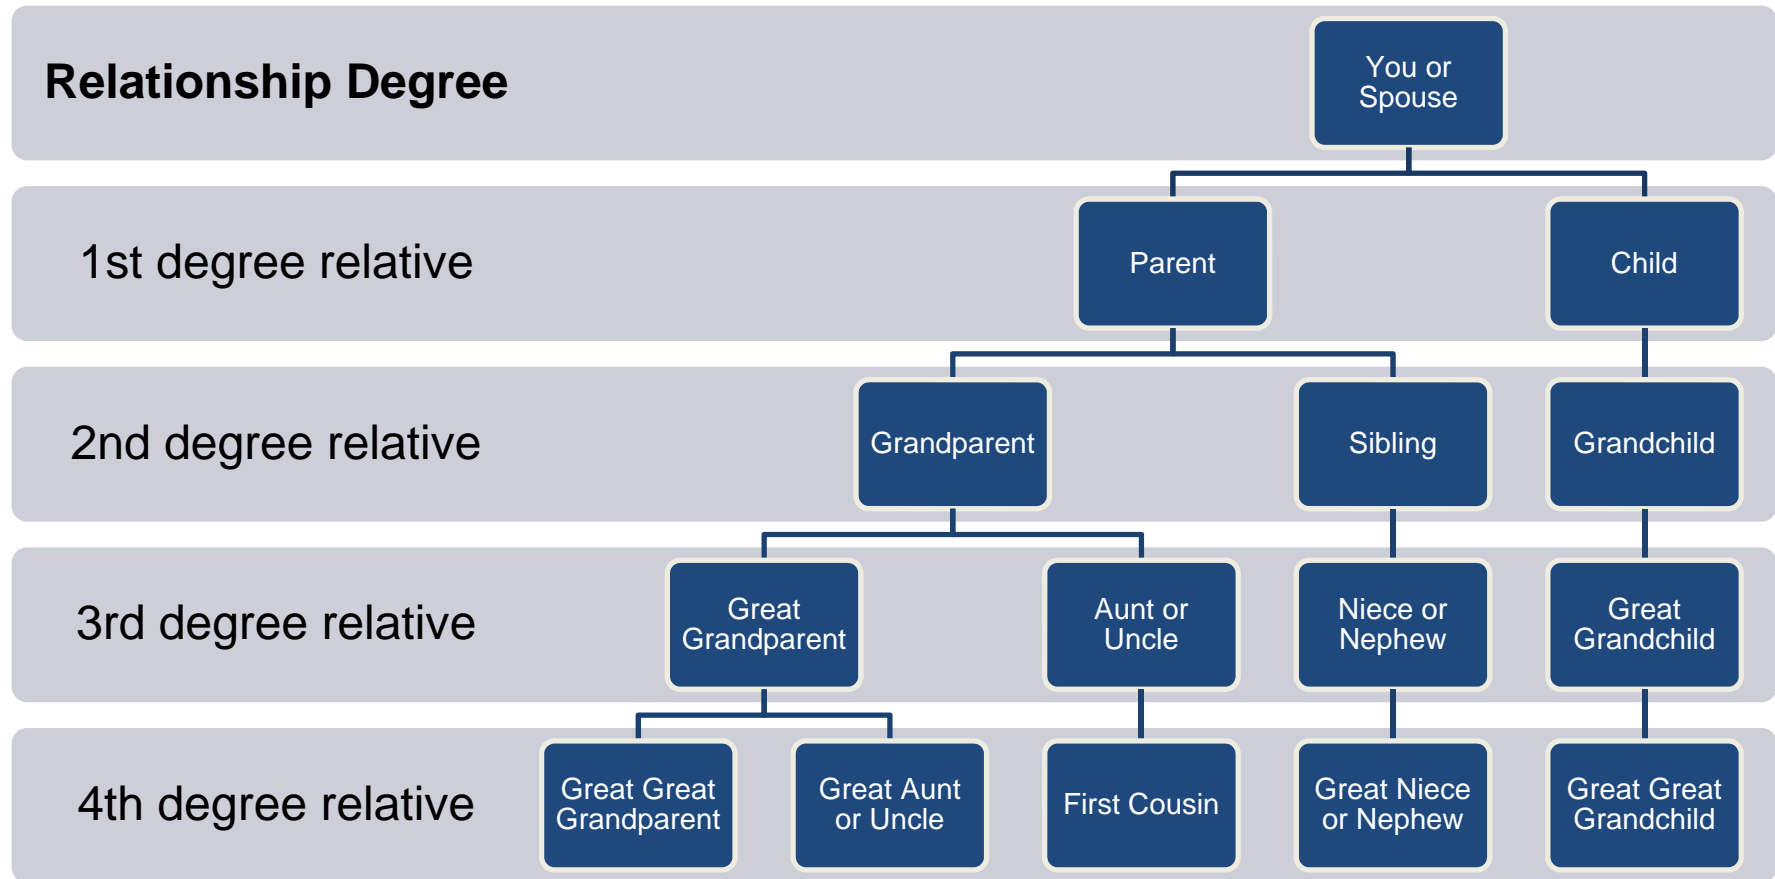 Relationship Degree
You or
Spouse
1st degree relative
Parent
Child
2nd degree relative
Grandparent
Sibling
Grandchild
3rd degree relative
Great
Grandparent
Aunt or
Uncle
Niece or
Nephew
Great
Grandchild
4th degree relative
Great Great
Grandparent
Great Aunt
or Uncle
First Cousin
Great Niece
or Nephew
Great Great
Grandchild